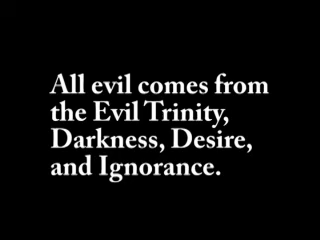 All evil comes from
the Evil Trinity,
Darkness, Desire,
and Ignorance.